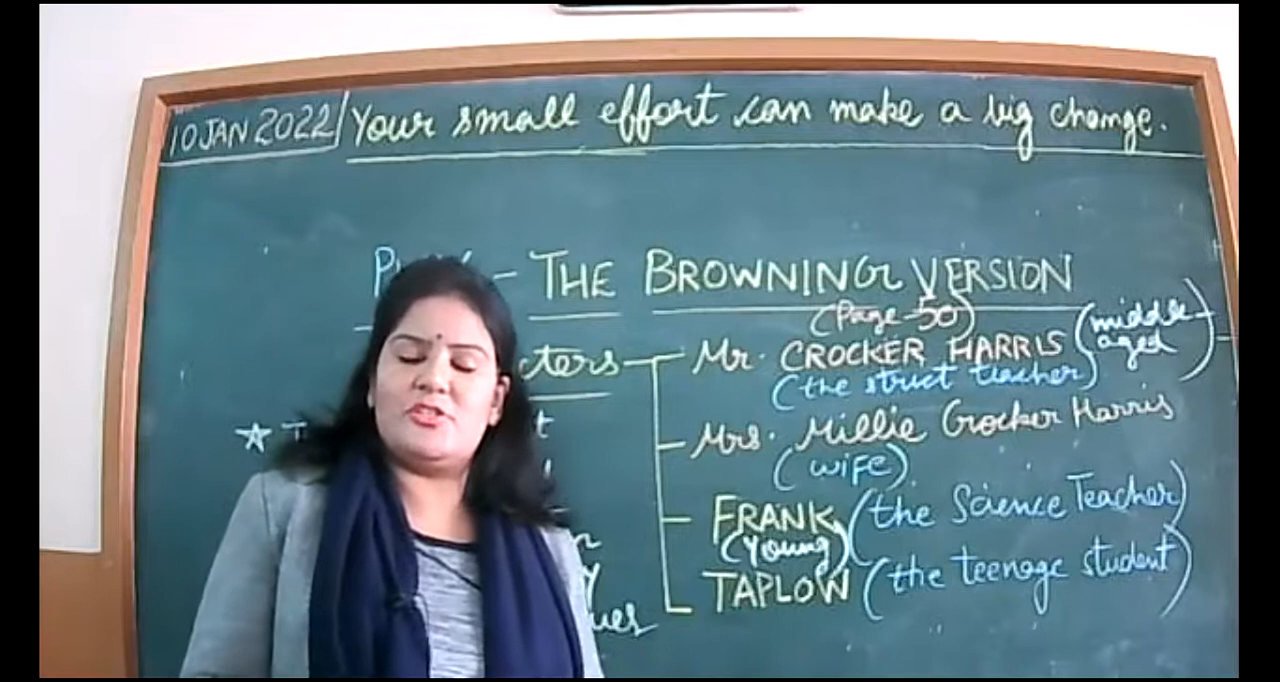 10 JAN 2022 / Your small effort can make a big change.
- THE BROWNING VERSION
(Page-50)
cters - Mr. CROCKER HARRIS (middle aged)
(the strict teacher)
- Mrs. Millie Crocker Harris
(wife).
- FRANK (the Science Teacher)
(young)
- TAPLOW (the teenage student)